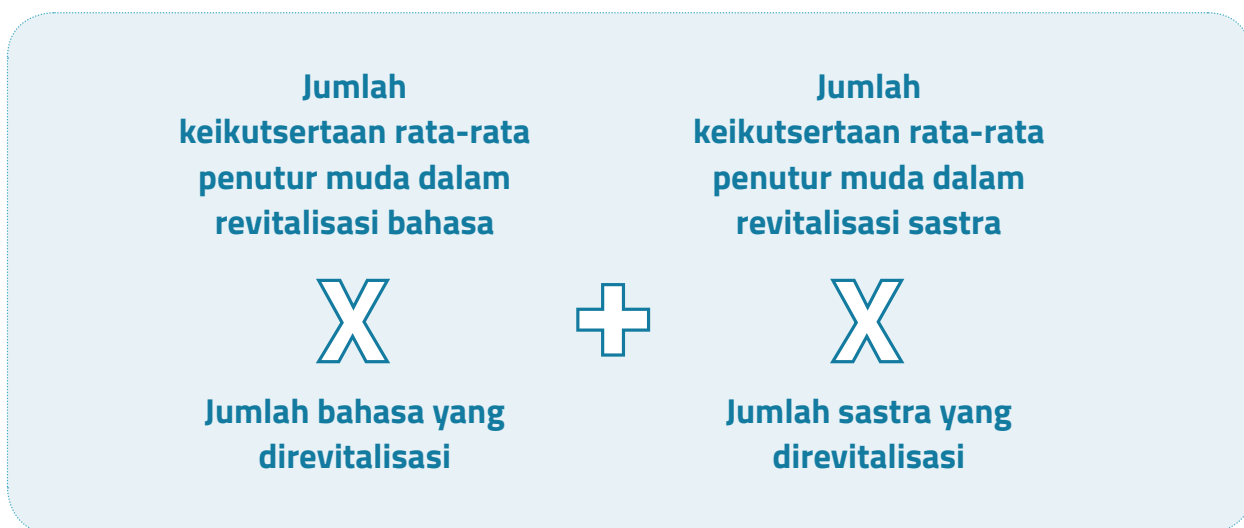 Jumlah
keikutsertaan rata-rata
penutur muda dalam
revitalisasi bahasa
X
Jumlah bahasa yang
direvitalisasi
+
Jumlah
keikutsertaan rata-rata
penutur muda dalam
revitalisasi sastra
X
Jumlah sastra yang
direvitalisasi